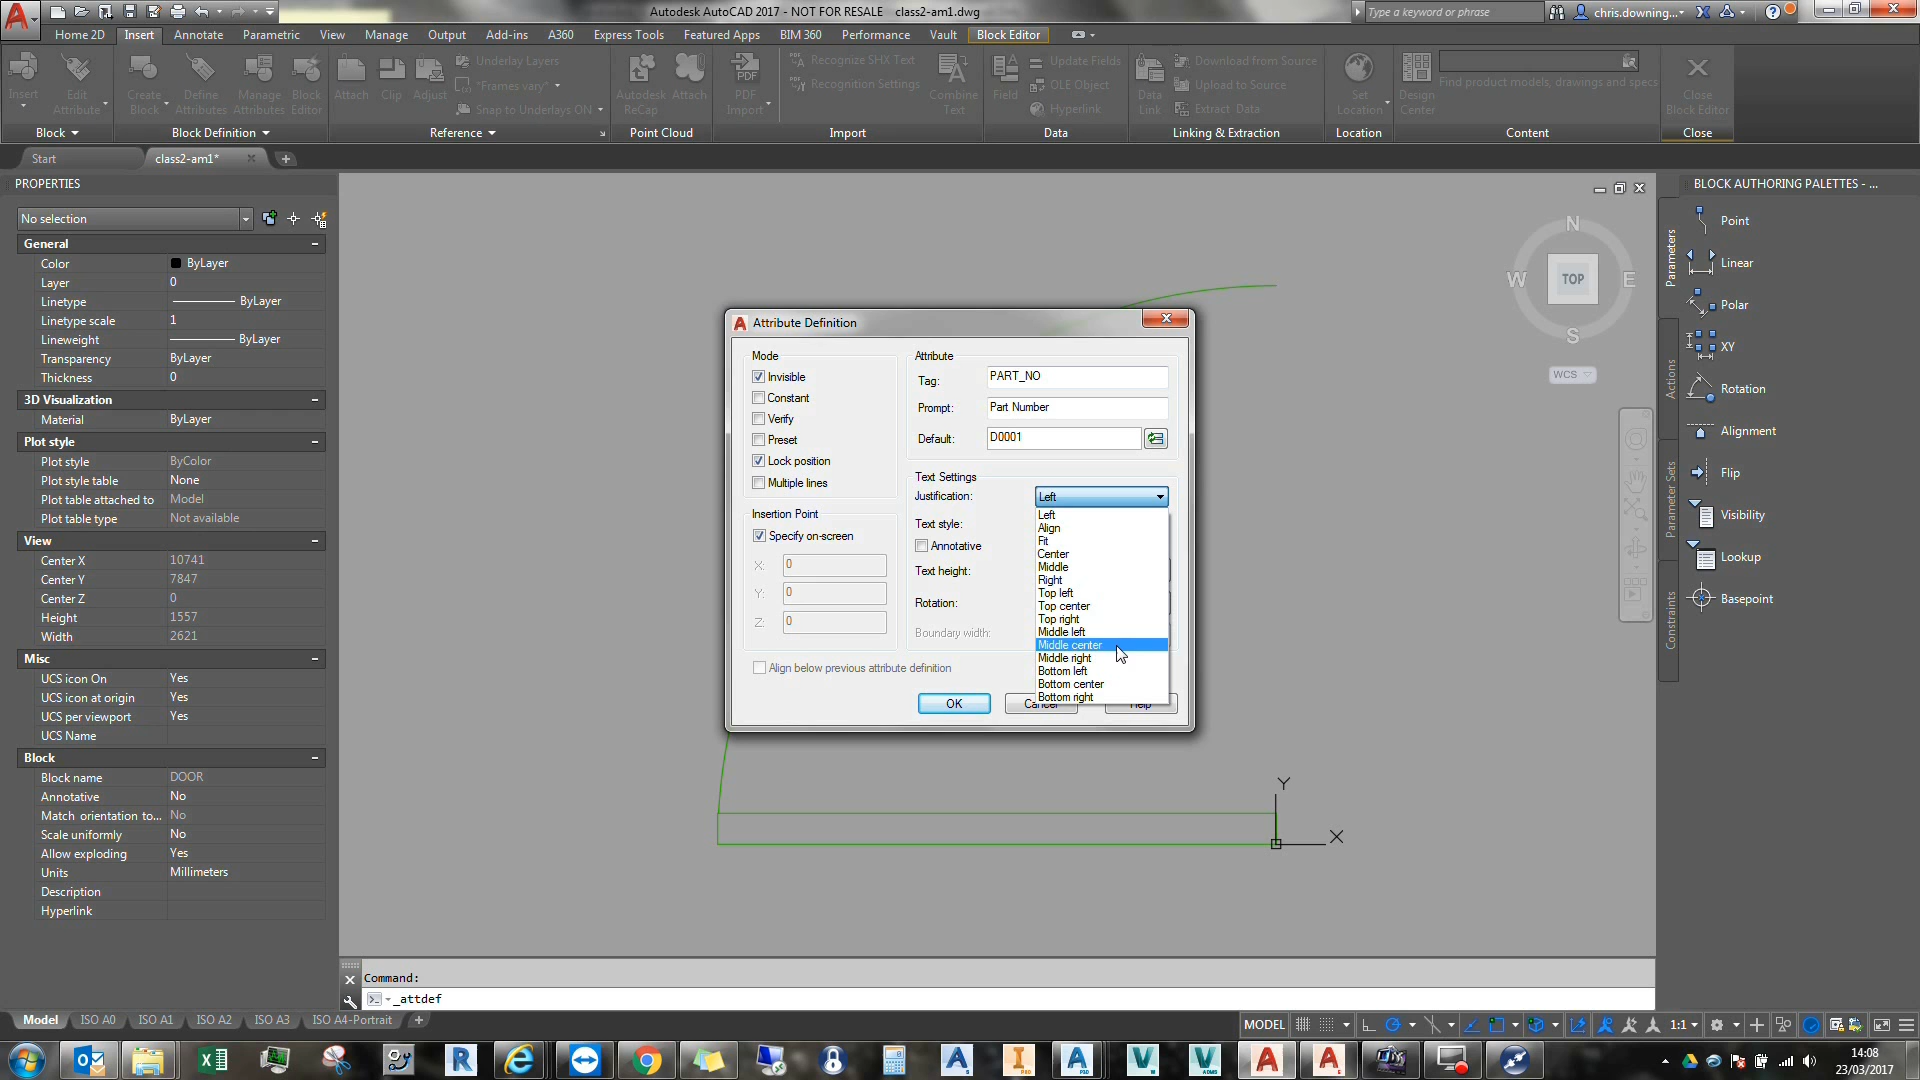 Autodesk AutoCAD 2017 - NOT FOR RESALE class2-am1.dwg
Type a keyword or phrase
chris.downing...
Home 2D Insert Annotate Parametric View Manage Output Add-ins A360 Express Tools Featured Apps BIM 360 Performance Vault Block Editor
Insert
Edit Attribute
Create Block
Define Attributes
Manage Attributes
Block Editor
Attach
Clip
Adjust
Underlay Layers
*Frames vary*
Snap to Underlays ON
Autodesk ReCap
Attach
PDF Import
Recognize SHX Text
Recognition Settings
Combine Text
Field
Update Fields
OLE Object
Hyperlink
Data Link
Download from Source
Upload to Source
Extract Data
Set Location
Design Center
Find product models, drawings and specs
Close Block Editor
Block Block Definition Reference Point Cloud Import Data Linking & Extraction Location Content Close
Start class2-am1*
PROPERTIES
No selection
General
Color ByLayer
Layer 0
Linetype ByLayer
Linetype scale 1
Lineweight ByLayer
Transparency ByLayer
Thickness 0
3D Visualization
Material ByLayer
Plot style
Plot style ByColor
Plot style table None
Plot table attached to Model
Plot table type Not available
View
Center X 10741
Center Y 7847
Center Z 0
Height 1557
Width 2621
Misc
UCS icon On Yes
UCS icon at origin Yes
UCS per viewport Yes
UCS Name
Block
Block name DOOR
Annotative No
Match orientation to... No
Scale uniformly No
Allow exploding Yes
Units Millimeters
Description
Hyperlink
Attribute Definition
Mode
Invisible
Constant
Verify
Preset
Lock position
Multiple lines
Insertion Point
Specify on-screen
X: 0
Y: 0
Z: 0
Align below previous attribute definition
Attribute
Tag: PART_NO
Prompt: Part Number
Default: D0001
Text Settings
Justification: Left
Text style:
Annotative
Text height:
Rotation:
Boundary width:
Left
Align
Fit
Center
Middle
Right
Top left
Top center
Top right
Middle left
Middle center
Middle right
Bottom left
Bottom center
Bottom right
OK Cancel Help
Y
X
N
W TOP E
S
WCS
BLOCK AUTHORING PALETTES - ...
Parameters
Actions
Parameter Sets
Constraints
Point
Linear
Polar
XY
Rotation
Alignment
Flip
Visibility
Lookup
Basepoint
Command:
_attdef
Model ISO A0 ISO A1 ISO A2 ISO A3 ISO A4-Portrait
MODEL 1:1
14:08
23/03/2017